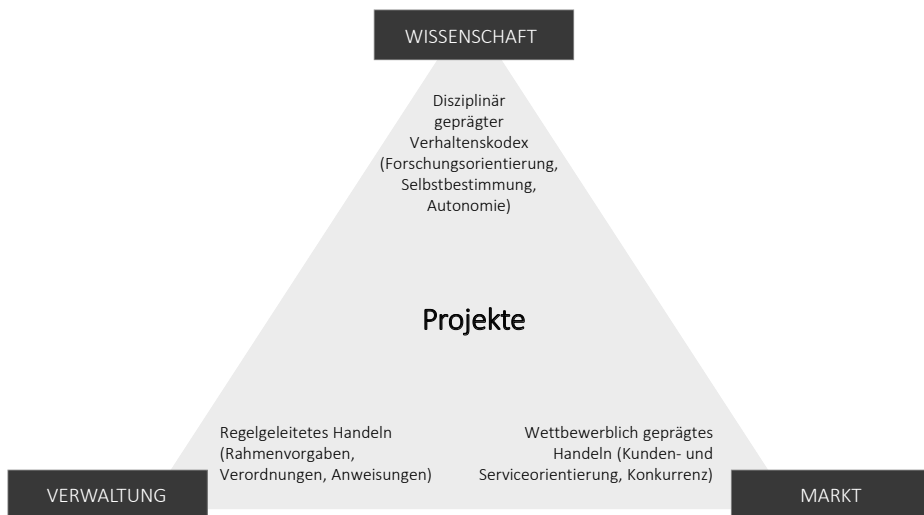 WISSENSCHAFT
Disziplinär
geprägter
Verhaltenskodex
(Forschungsorientierung,
Selbstbestimmung,
Autonomie)
Projekte
Regelgeleitetes Handeln
(Rahmenvorgaben,
Verordnungen, Anweisungen)
Wettbewerblich geprägtes
Handeln (Kunden- und
Serviceorientierung, Konkurrenz)
VERWALTUNG
MARKT